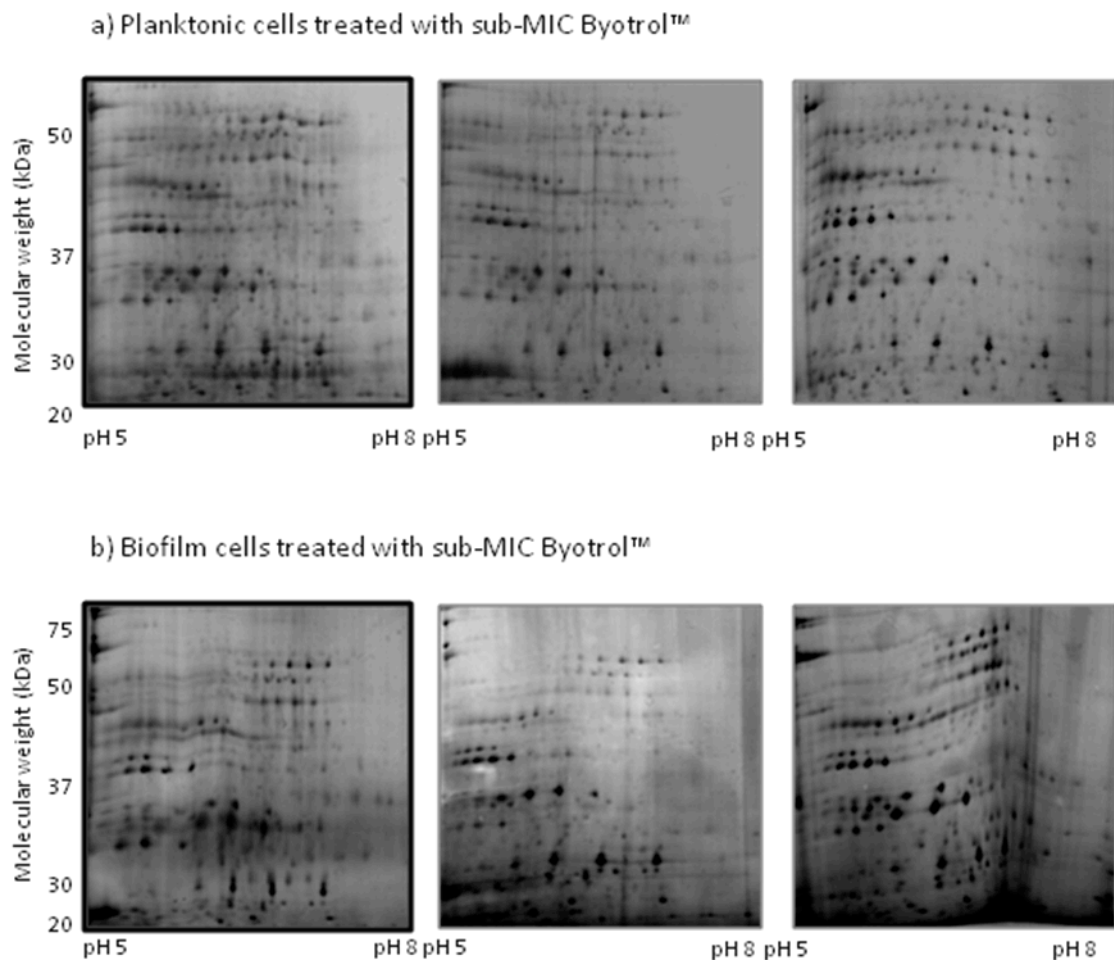 a) Planktonic cells treated with sub-MIC Byotrol™
Molecular weight (kDa)
50
37
30
20
pH 5
pH 8 pH 5
pH 8 pH 5
pH 8
b) Biofilm cells treated with sub-MIC Byotrol™
Molecular weight (kDa)
75
50
37
30
20
pH 5
pH 8 pH 5
pH 8 pH 5
pH 8